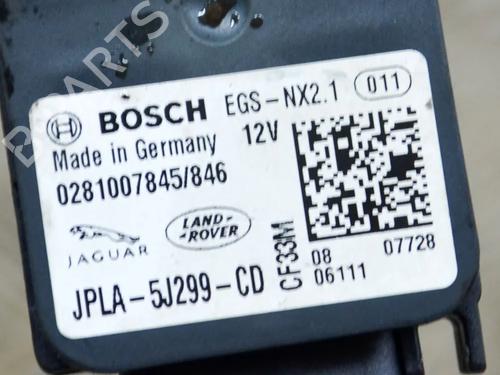 B PARTS
BOSCH EGS-NX2.1 011
Made in Germany 12V
0281007845/846
JAGUAR LAND-ROVER
CF33M
08 07728
06111
JPLA-5J299-CD